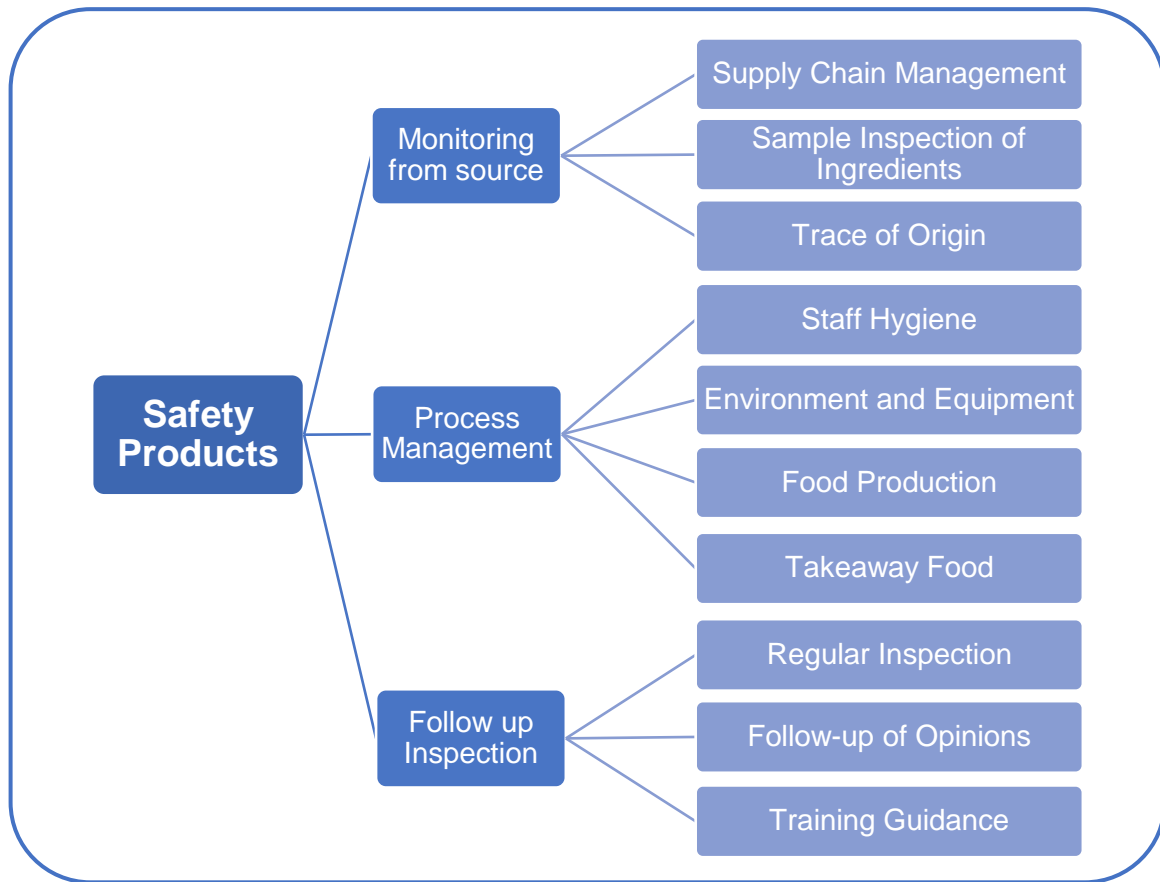 Safety
Products
Monitoring
from source
Supply Chain Management
Sample Inspection of
Ingredients
Trace of Origin
Process
Management
Staff Hygiene
Environment and Equipment
Food Production
Takeaway Food
Follow up
Inspection
Regular Inspection
Follow-up of Opinions
Training Guidance